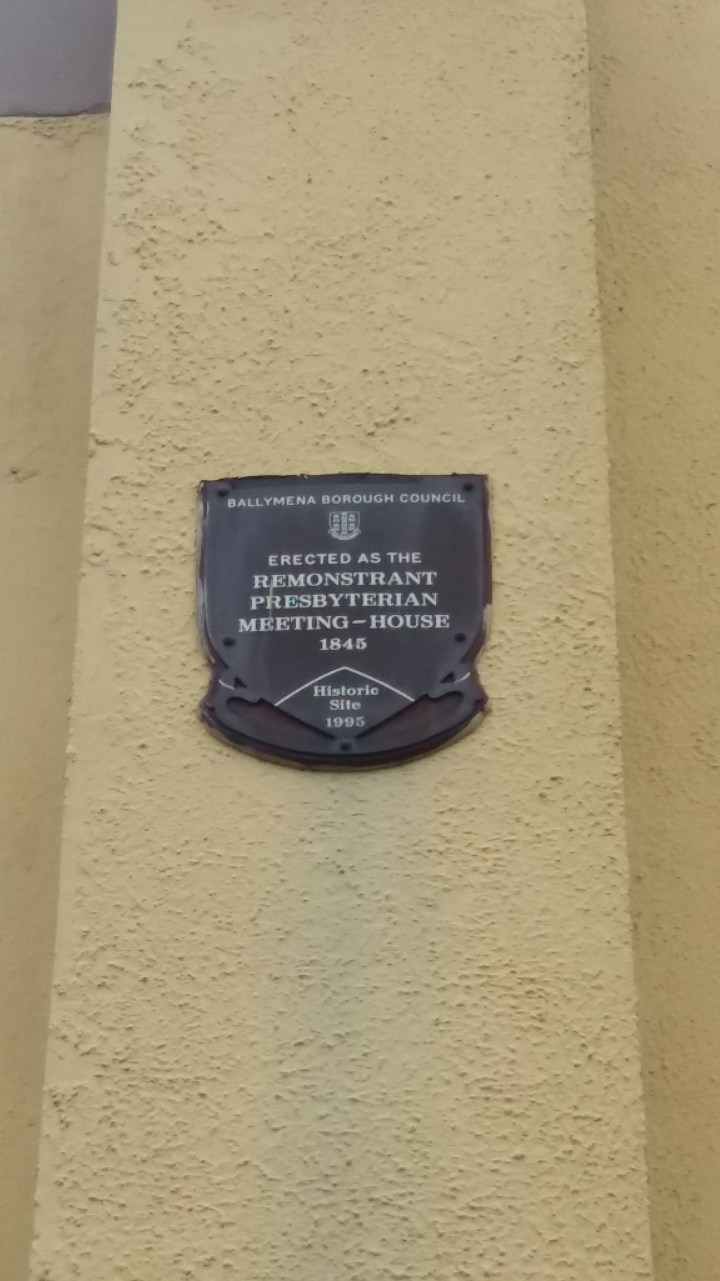 BALLYMENA BOROUGH COUNCIL
ERECTED AS THE
REMONSTRANT
PRESBYTERIAN
MEETING-HOUSE
1845
Historic
Site
1995